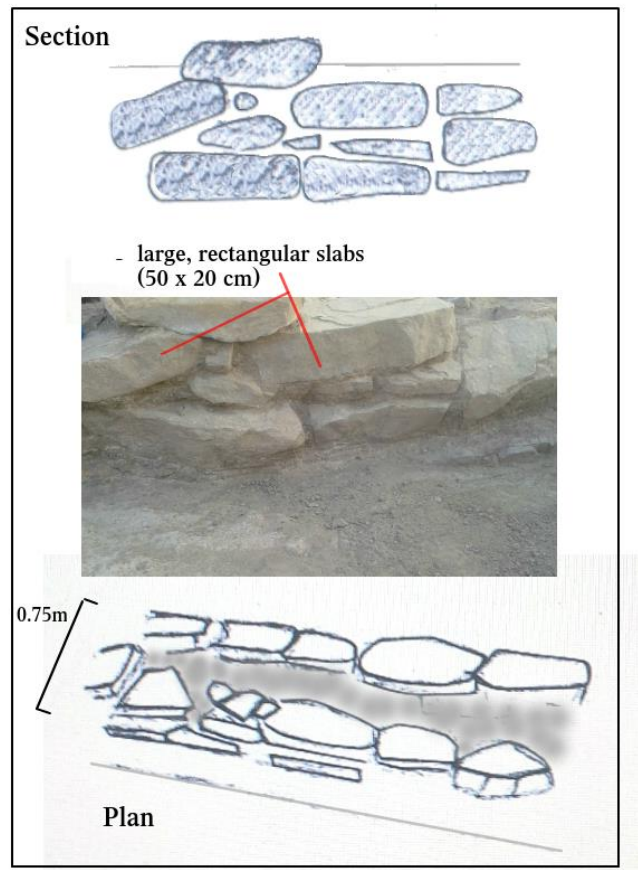 Section
- large, rectangular slabs
(50 x 20 cm)
0.75m
Plan